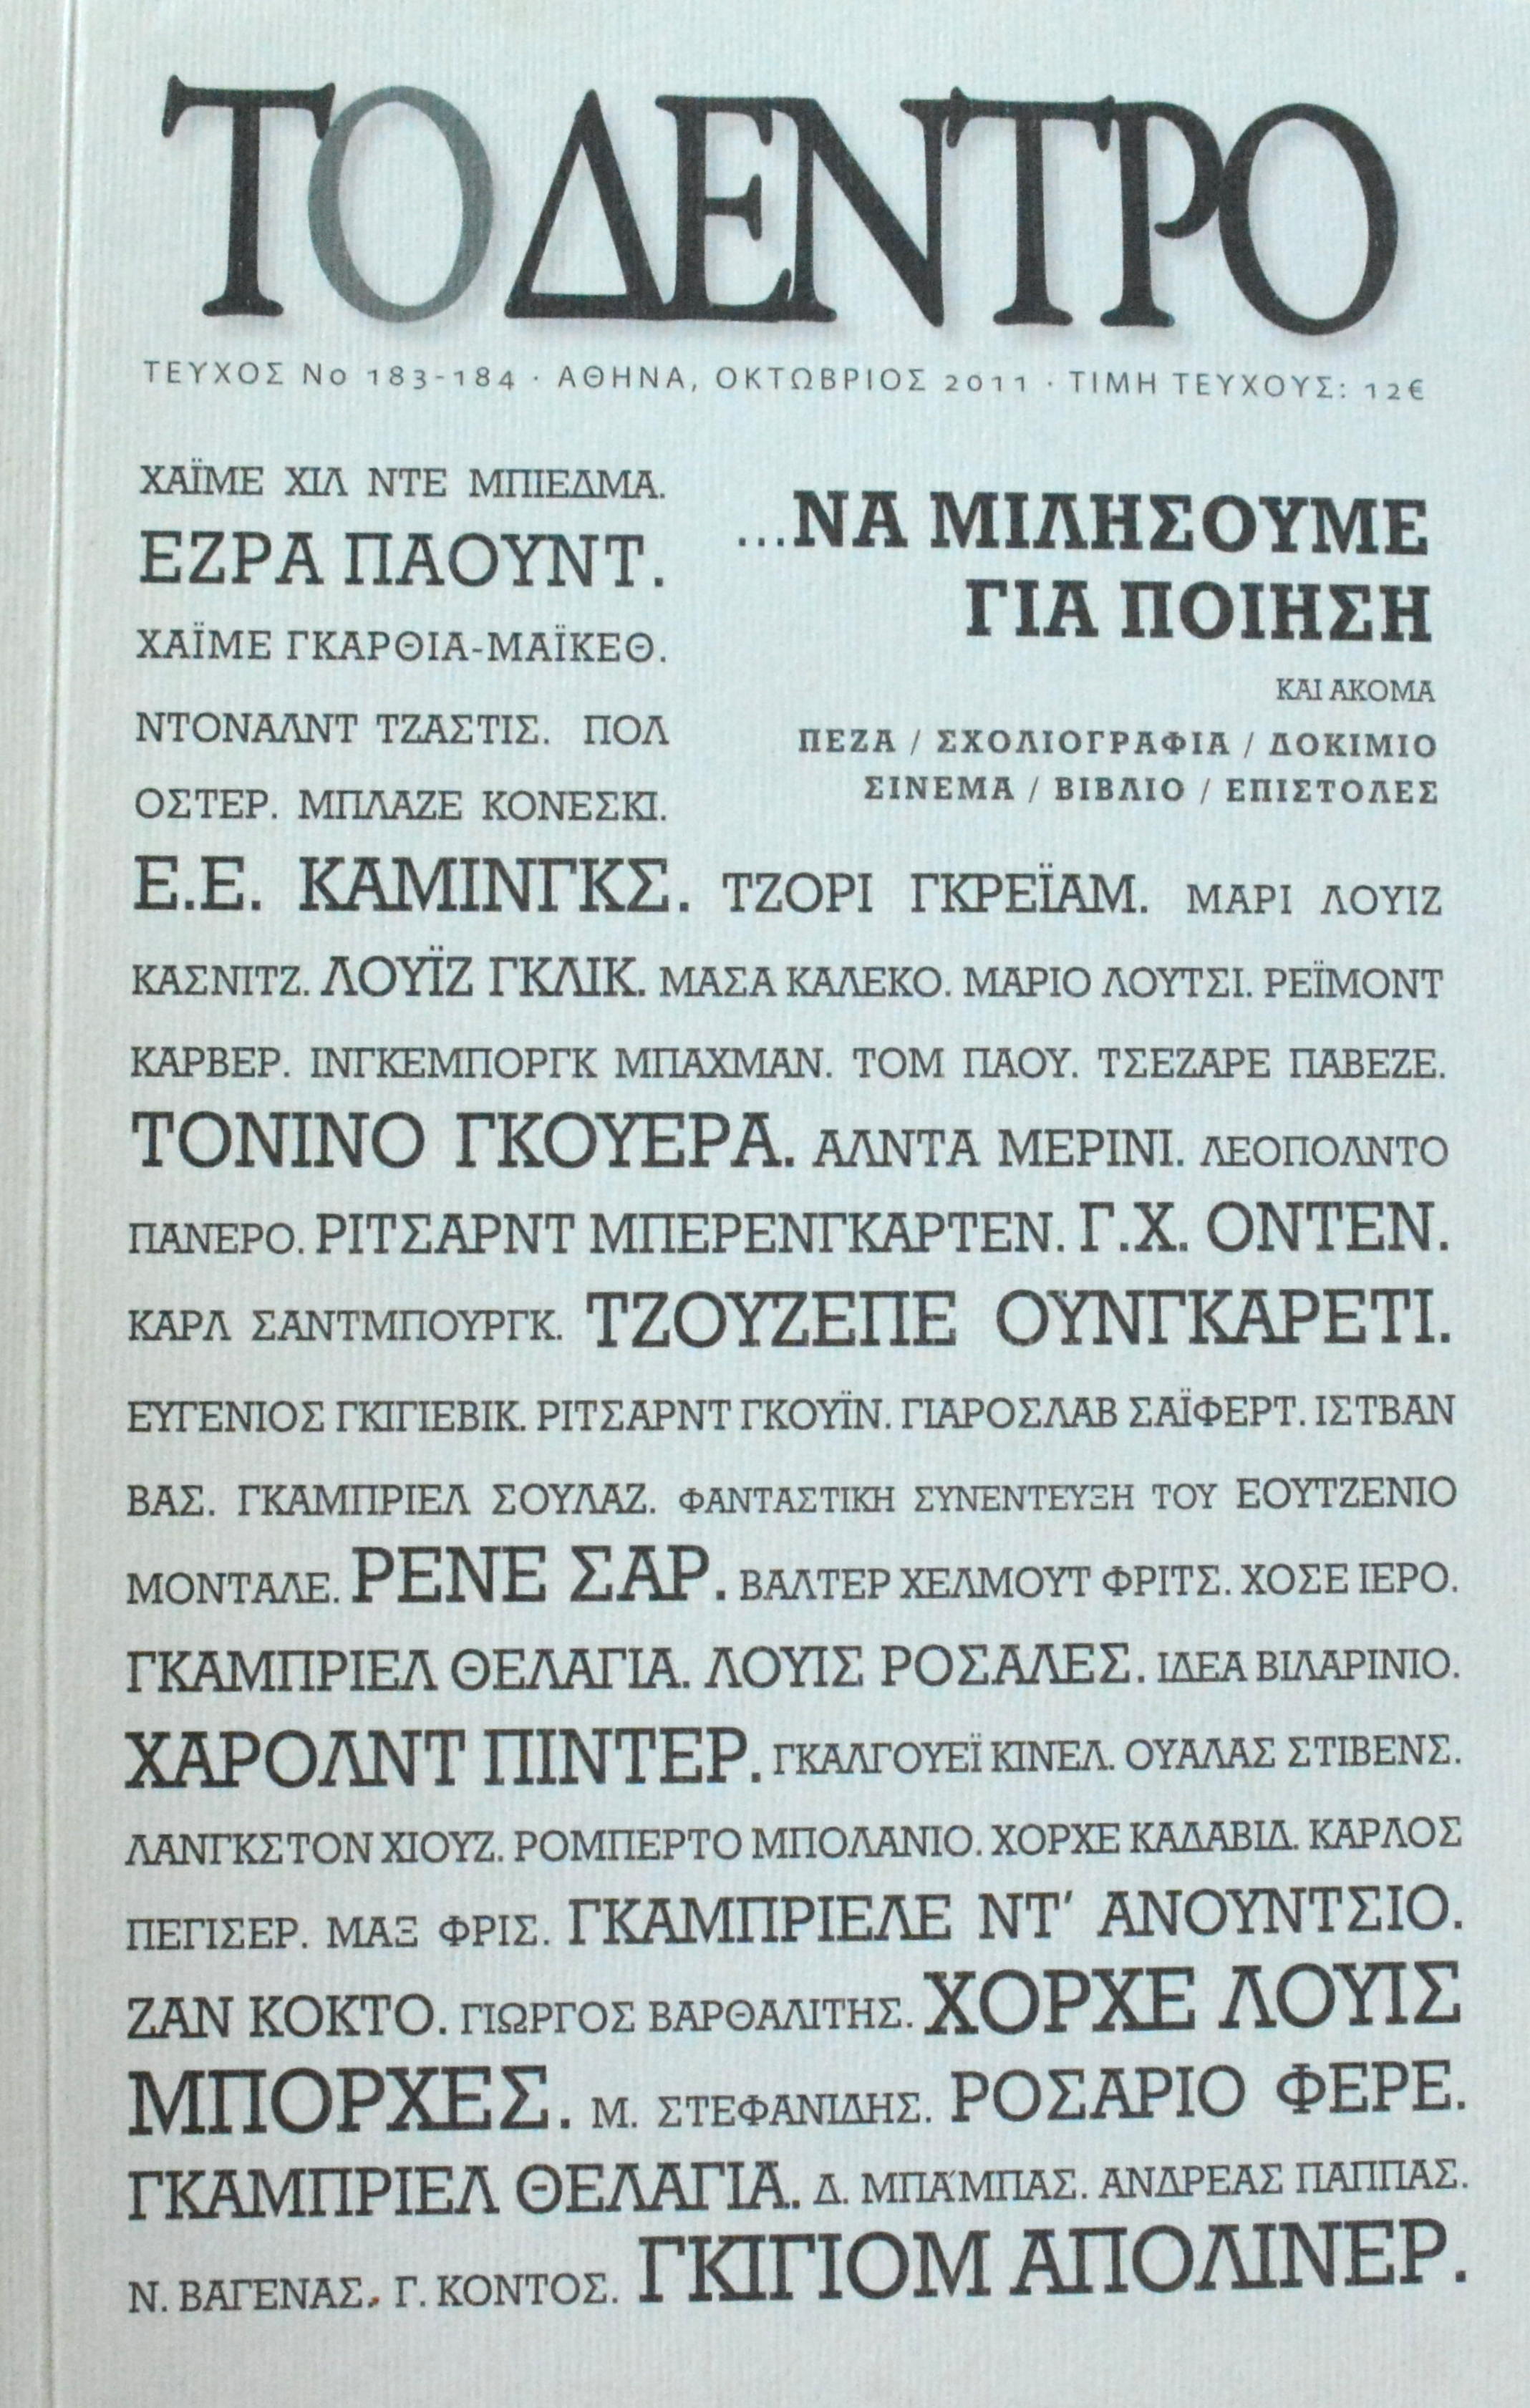 ΤΟ ΔΕΝΤΡΟ
ΤΕΥΧΟΣ Νο 183-184 · ΑΘΗΝΑ, ΟΚΤΩΒΡΙΟΣ 2011 · ΤΙΜΗ ΤΕΥΧΟΥΣ: 12€
...ΝΑ ΜΙΛΗΣΟΥΜΕ
ΓΙΑ ΠΟΙΗΣΗ
ΚΑΙ ΑΚΟΜΑ
ΠΕΖΑ / ΣΧΟΛΙΟΓΡΑΦΙΑ / ΔΟΚΙΜΙΟ
ΣΙΝΕΜΑ / ΒΙΒΛΙΟ / ΕΠΙΣΤΟΛΕΣ
ΧΑΪΜΕ ΧΙΛ ΝΤΕ ΜΠΙΕΔΜΑ.
ΕΖΡΑ ΠΑΟΥΝΤ.
ΧΑΪΜΕ ΓΚΑΡΘΙΑ-ΜΑΪΚΕΘ.
ΝΤΟΝΑΛΝΤ ΤΖΑΣΤΙΣ. ΠΟΛ
ΟΣΤΕΡ. ΜΠΛΑΖΕ ΚΟΝΕΣΚΙ.
Ε.Ε. ΚΑΜΙΝΓΚΣ. ΤΖΟΡΙ ΓΚΡΕΪΑΜ. ΜΑΡΙ ΛΟΥΙΖ
ΚΑΣΝΙΤΖ. ΛΟΥΪΖ ΓΚΛΙΚ. ΜΑΣΑ ΚΑΛΕΚΟ. ΜΑΡΙΟ ΛΟΥΤΣΙ. ΡΕΪΜΟΝΤ
ΚΑΡΒΕΡ. ΙΝΓΚΕΜΠΟΡΓΚ ΜΠΑΧΜΑΝ. ΤΟΜ ΠΑΟΥ. ΤΣΕΖΑΡΕ ΠΑΒΕΖΕ.
ΤΟΝΙΝΟ ΓΚΟΥΕΡΑ. ΑΛΝΤΑ ΜΕΡΙΝΙ. ΛΕΟΠΟΛΝΤΟ
ΠΑΝΕΡΟ. ΡΙΤΣΑΡΝΤ ΜΠΕΡΕΝΓΚΑΡΤΕΝ. Γ.Χ. ΟΝΤΕΝ.
ΚΑΡΛ ΣΑΝΤΜΠΟΥΡΓΚ. ΤΖΟΥΖΕΠΕ ΟΥΝΓΚΑΡΕΤΙ.
ΕΥΓΕΝΙΟΣ ΓΚΙΓΙΕΒΙΚ. ΡΙΤΣΑΡΝΤ ΓΚΟΥΪΝ. ΓΙΑΡΟΣΛΑΒ ΣΑΪΦΕΡΤ. ΙΣΤΒΑΝ
ΒΑΣ. ΓΚΑΜΠΡΙΕΛ ΣΟΥΛΑΖ. ΦΑΝΤΑΣΤΙΚΗ ΣΥΝΕΝΤΕΥΞΗ ΤΟΥ ΕΟΥΤΖΕΝΙΟ
ΜΟΝΤΑΛΕ. ΡΕΝΕ ΣΑΡ. ΒΑΛΤΕΡ ΧΕΛΜΟΥΤ ΦΡΙΤΣ. ΧΟΣΕ ΙΕΡΟ.
ΓΚΑΜΠΡΙΕΛ ΘΕΛΑΓΙΑ. ΛΟΥΙΣ ΡΟΣΑΛΕΣ. ΙΔΕΑ ΒΙΛΑΡΙΝΙΟ.
ΧΑΡΟΛΝΤ ΠΙΝΤΕΡ. ΓΚΑΛΓΟΥΕΪ ΚΙΝΕΛ. ΟΥΑΛΑΣ ΣΤΙΒΕΝΣ.
ΛΑΝΓΚΣΤΟΝ ΧΙΟΥΖ. ΡΟΜΠΕΡΤΟ ΜΠΟΛΑΝΙΟ. ΧΟΡΧΕ ΚΑΔΑΒΙΔ. ΚΑΡΛΟΣ
ΠΕΓΙΣΕΡ. ΜΑΞ ΦΡΙΣ. ΓΚΑΜΠΡΙΕΛΕ ΝΤ' ΑΝΟΥΝΤΣΙΟ.
ΖΑΝ ΚΟΚΤΟ. ΓΙΩΡΓΟΣ ΒΑΡΘΑΛΙΤΗΣ. ΧΟΡΧΕ ΛΟΥΙΣ
ΜΠΟΡΧΕΣ. Μ. ΣΤΕΦΑΝΙΔΗΣ. ΡΟΣΑΡΙΟ ΦΕΡΕ.
ΓΚΑΜΠΡΙΕΛ ΘΕΛΑΓΙΑ. Δ. ΜΠΑΜΠΑΣ. ΑΝΔΡΕΑΣ ΠΑΠΠΑΣ.
Ν. ΒΑΓΕΝΑΣ. Γ. ΚΟΝΤΟΣ. ΓΚΙΓΙΟΜ ΑΠΟΛΙΝΕΡ.